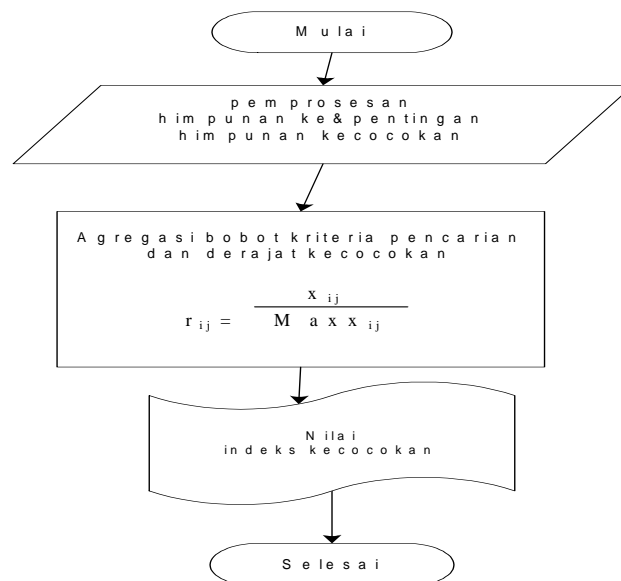 Mulai
pemprosesan
himpunan ke&pentingan
himpunan kecocokan
Agregasi bobot kriteria pencarian
dan derajat kecocokan
x ij
r ij =
Max x ij
Nilai
indeks kecocokan
Selesai